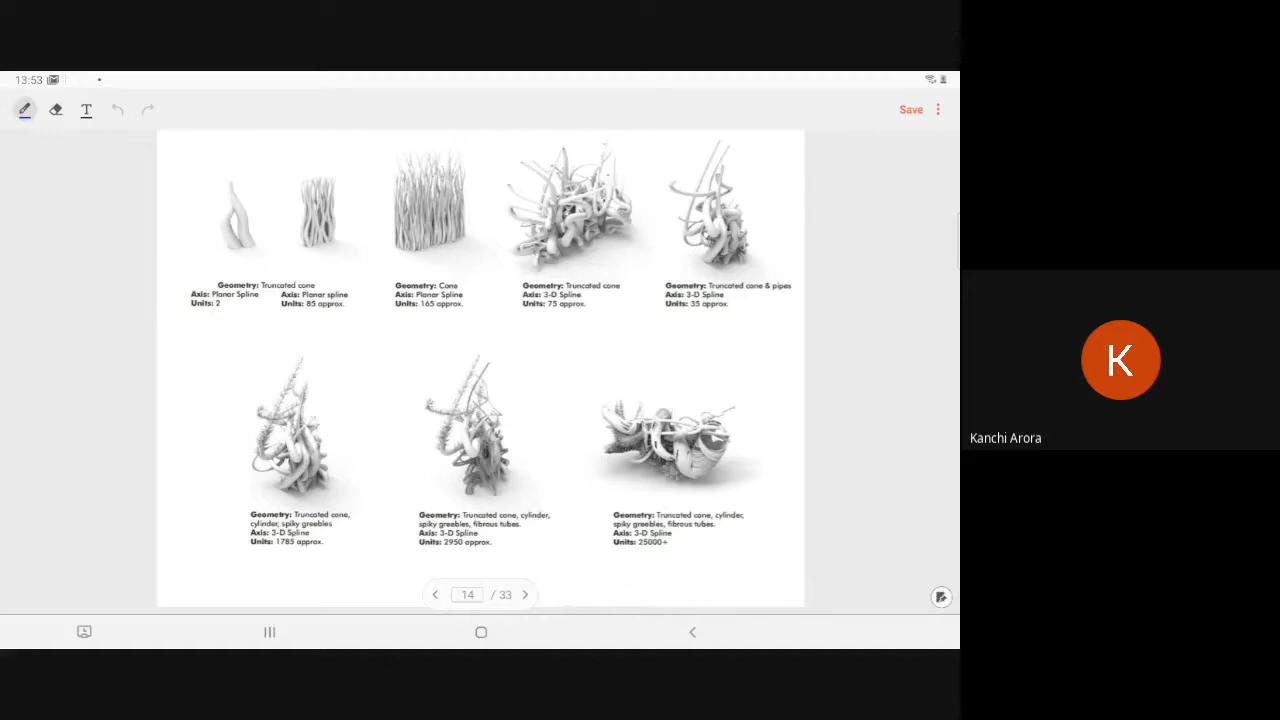 13:53
T
Save
Geometry: Truncated cone
Axis: Planar Spline
Units: 2
Axis: Planar spline
Units: 85 approx.
Geometry: Cone
Axis: Planar Spline
Units: 165 approx.
Geometry: Truncated cone
Axis: 3-D Spline
Units: 75 approx.
Geometry: Truncated cone & pipes
Axis: 3-D Spline
Units: 35 approx.
K
Kanchi Arora
Geometry: Truncated cone,
cylinder, spiky greebles
Axis: 3-D Spline
Units: 1785 approx.
Geometry: Truncated cone, cylinder,
spiky greebles, fibrous tubes.
Axis: 3-D Spline
Units: 2950 approx.
Geometry: Truncated cone, cylinder,
spiky greebles, fibrous tubes.
Axis: 3-D Spline
Units: 25000+
14 / 33